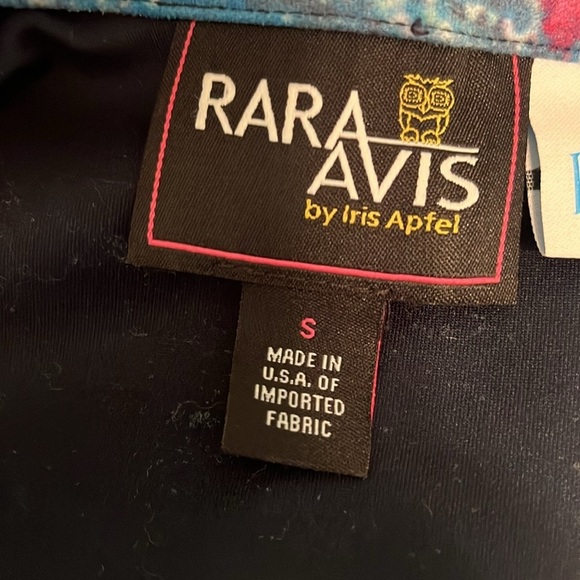 RARA
AVIS
by Iris Apfel
S
MADE IN
U.S.A. OF
IMPORTED
FABRIC